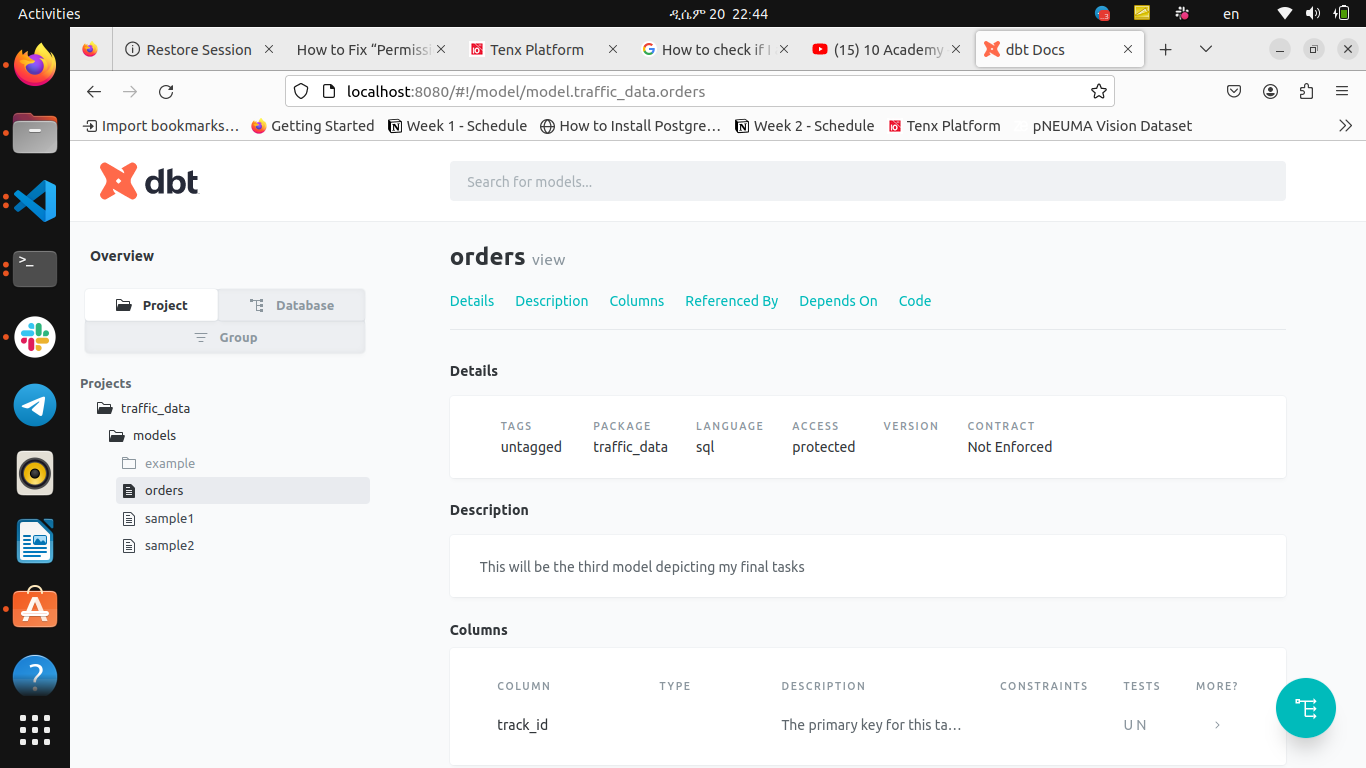 Activities
ዲሴም 20 22:44
en
Restore Session
How to Fix “Permissi
Tenx Platform
How to check if
(15) 10 Academy
dbt Docs
localhost:8080/#!/model/model.traffic_data.orders
Import bookmarks…
Getting Started
Week 1 - Schedule
How to Install Postgre…
Week 2 - Schedule
Tenx Platform
pNEUMA Vision Dataset
dbt
Search for models...
Overview
Project
Database
Group
Projects
traffic_data
models
example
orders
sample1
sample2
orders view
Details
Description
Columns
Referenced By
Depends On
Code
Details
TAGS
PACKAGE
LANGUAGE
ACCESS
VERSION
CONTRACT
untagged
traffic_data
sql
protected
Not Enforced
Description
This will be the third model depicting my final tasks
Columns
COLUMN
TYPE
DESCRIPTION
CONSTRAINTS
TESTS
MORE?
track_id
The primary key for this ta…
U N